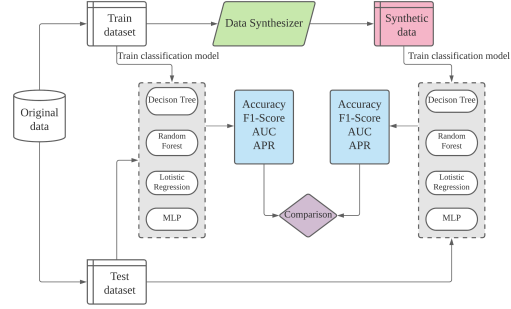 Train
dataset
Data Synthesizer
Synthetic
data
Train classification model
Train classification model
Original
data
Decison Tree
Random
Forest
Lotistic
Regression
MLP
Accuracy
F1-Score
AUC
APR
Accuracy
F1-Score
AUC
APR
Decison Tree
Random
Forest
Lotistic
Regression
MLP
Comparison
Test
dataset